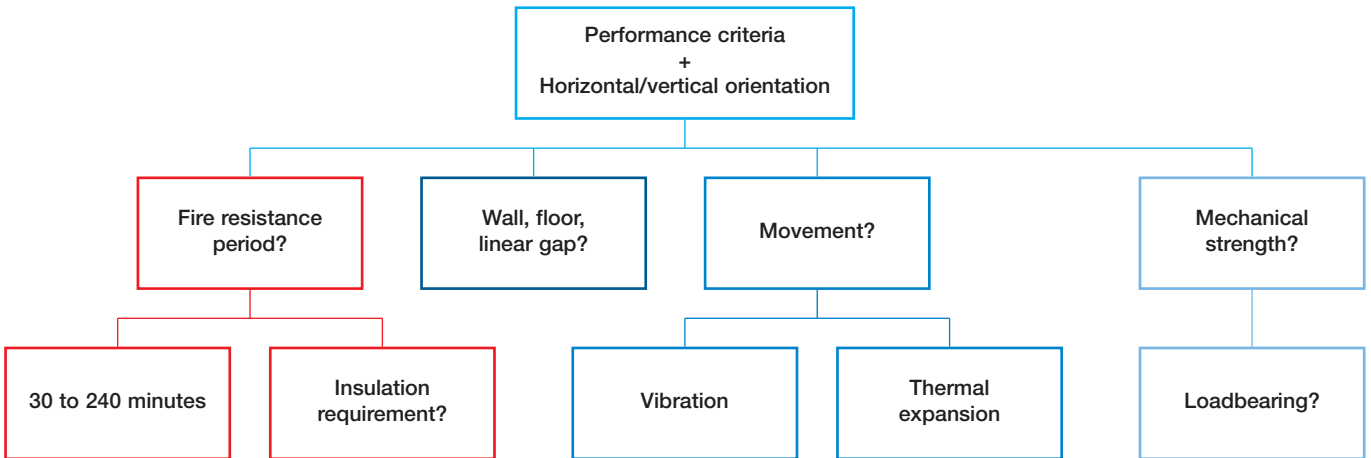 Performance criteria
+
Horizontal/vertical orientation
Fire resistance
period?
Wall, floor,
linear gap?
Movement?
Mechanical
strength?
30 to 240 minutes
Insulation
requirement?
Vibration
Thermal
expansion
Loadbearing?